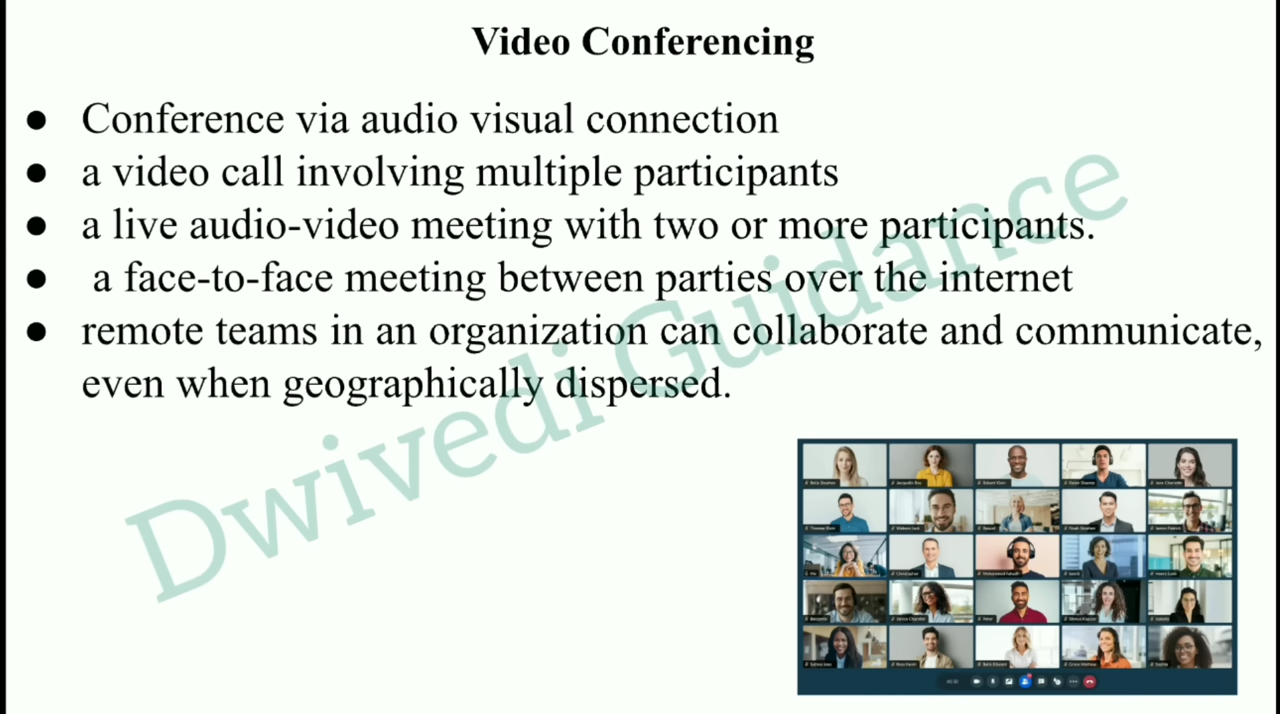 Video Conferencing
● Conference via audio visual connection
● a video call involving multiple participants
● a live audio-video meeting with two or more participants.
● a face-to-face meeting between parties over the internet
● remote teams in an organization can collaborate and communicate,
even when geographically dispersed.
Dwivedi Guidance